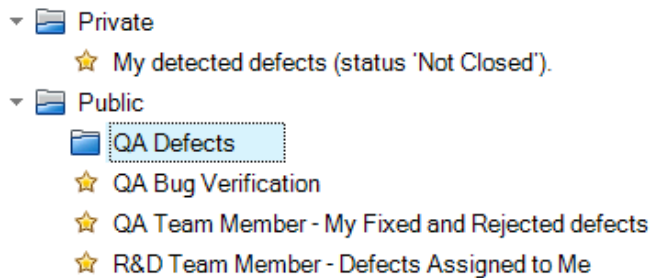 Private
My detected defects (status 'Not Closed').
Public
QA Defects
QA Bug Verification
QA Team Member - My Fixed and Rejected defects
R&D Team Member - Defects Assigned to Me